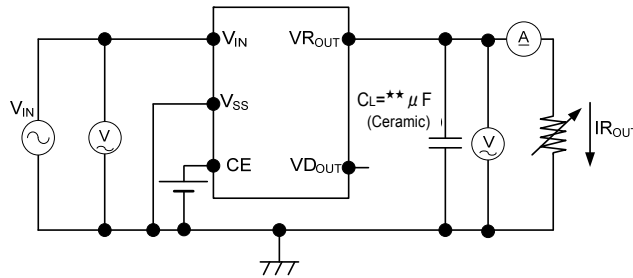 VIN
VROUT
A
VIN
V
VSS
CL=** μF
(Ceramic)
V
IROUT
CE
VDOUT